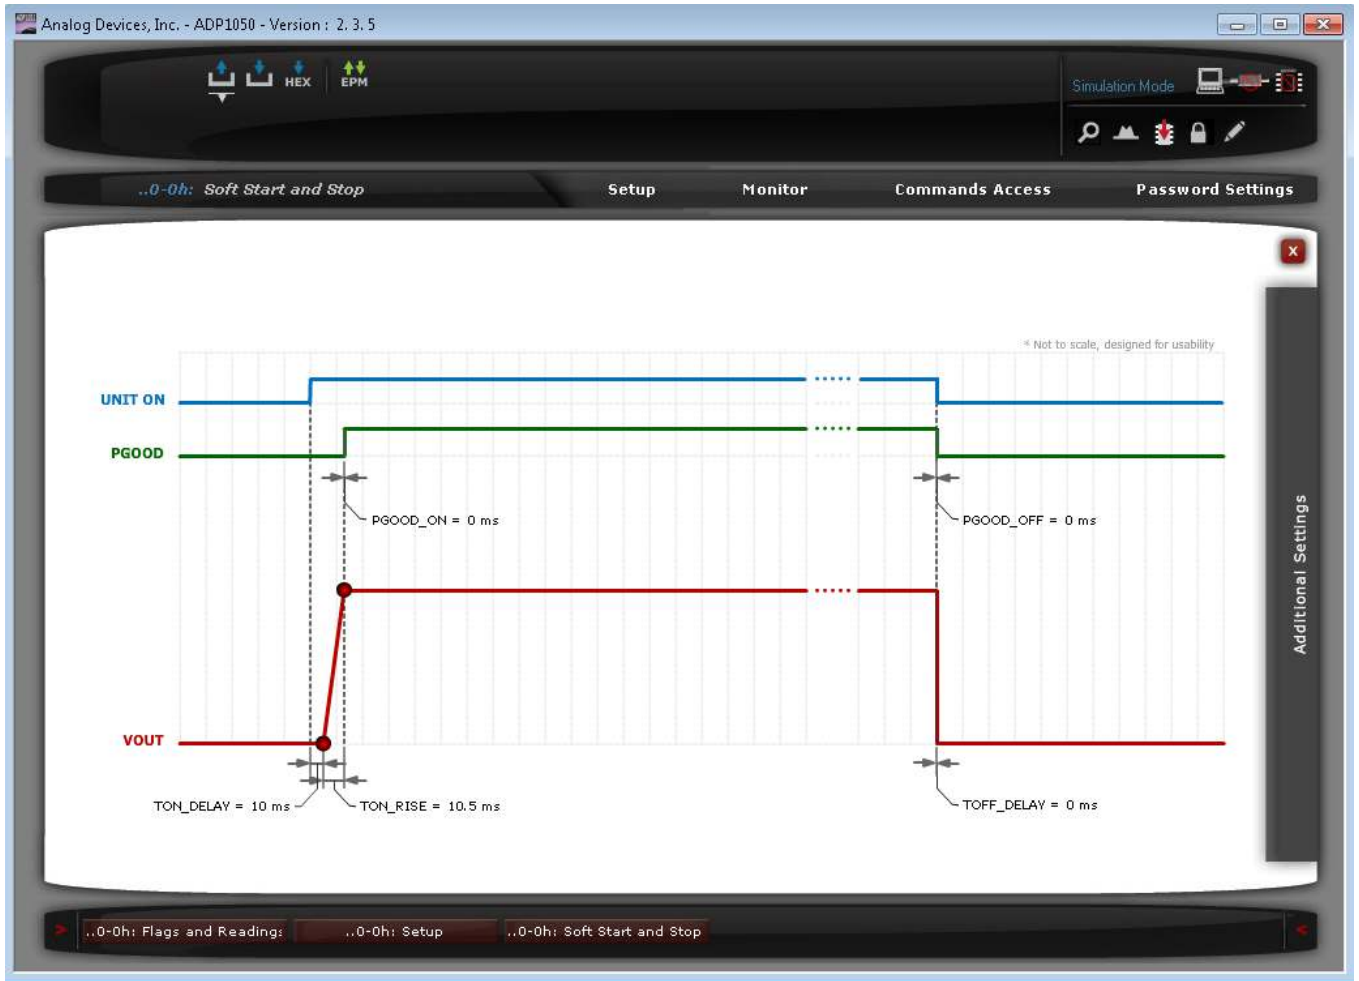 Analog Devices, Inc. - ADP1050 - Version : 2. 3. 5
HEX
EPM
Simulation Mode
..0-0h: Soft Start and Stop
Setup
Monitor
Commands Access
Password Settings
x
* Not to scale, designed for usability
UNIT ON
PGOOD
PGOOD_ON = 0 ms
PGOOD_OFF = 0 ms
Additional Settings
VOUT
TON_DELAY = 10 ms
TON_RISE = 10.5 ms
TOFF_DELAY = 0 ms
>
..0-0h: Flags and Readings
..0-0h: Setup
..0-0h: Soft Start and Stop
<